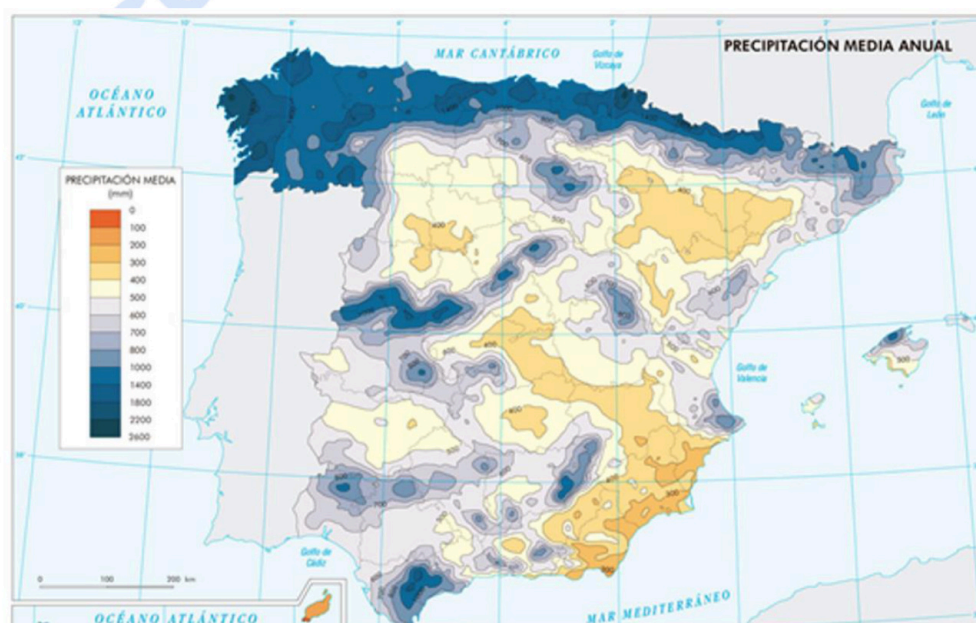 PRECIPITACIÓN MEDIA ANUAL
MAR CANTÁBRICO
Golfo de
Vizcaya
OCÉANO
ATLÁNTICO
Golfo de
León
PRECIPITACIÓN MEDIA
(mm)
0
100
200
300
400
500
600
700
800
1000
1400
1800
2200
2600
Golfo de
Valencia
Golfo de
Cádiz
0 100 200 km
MAR MEDITERRÁNEO
OCÉANO ATLÁNTICO